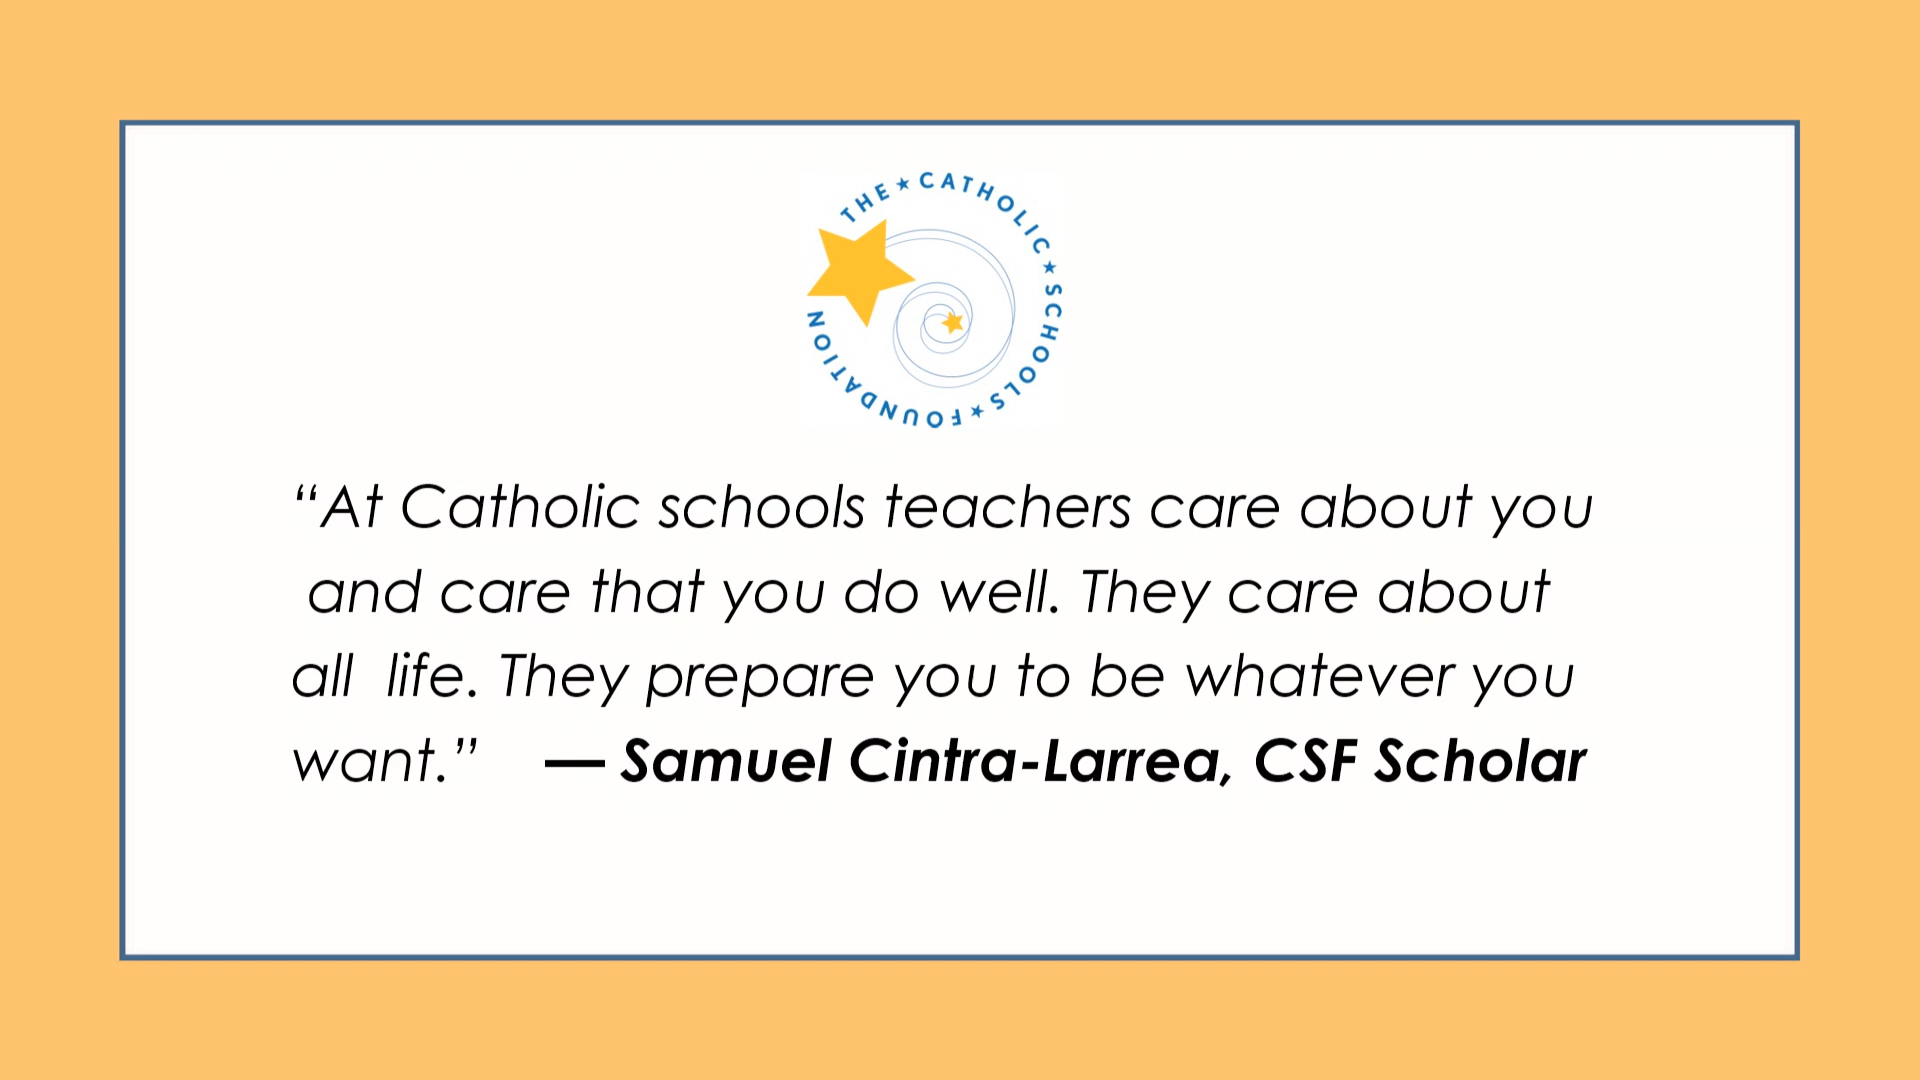 THE ★ CATHOLIC ★ SCHOOLS ★ FOUNDATION
“At Catholic schools teachers care about you
and care that you do well. They care about
all  life. They prepare you to be whatever you
want.”    — Samuel Cintra-Larrea, CSF Scholar